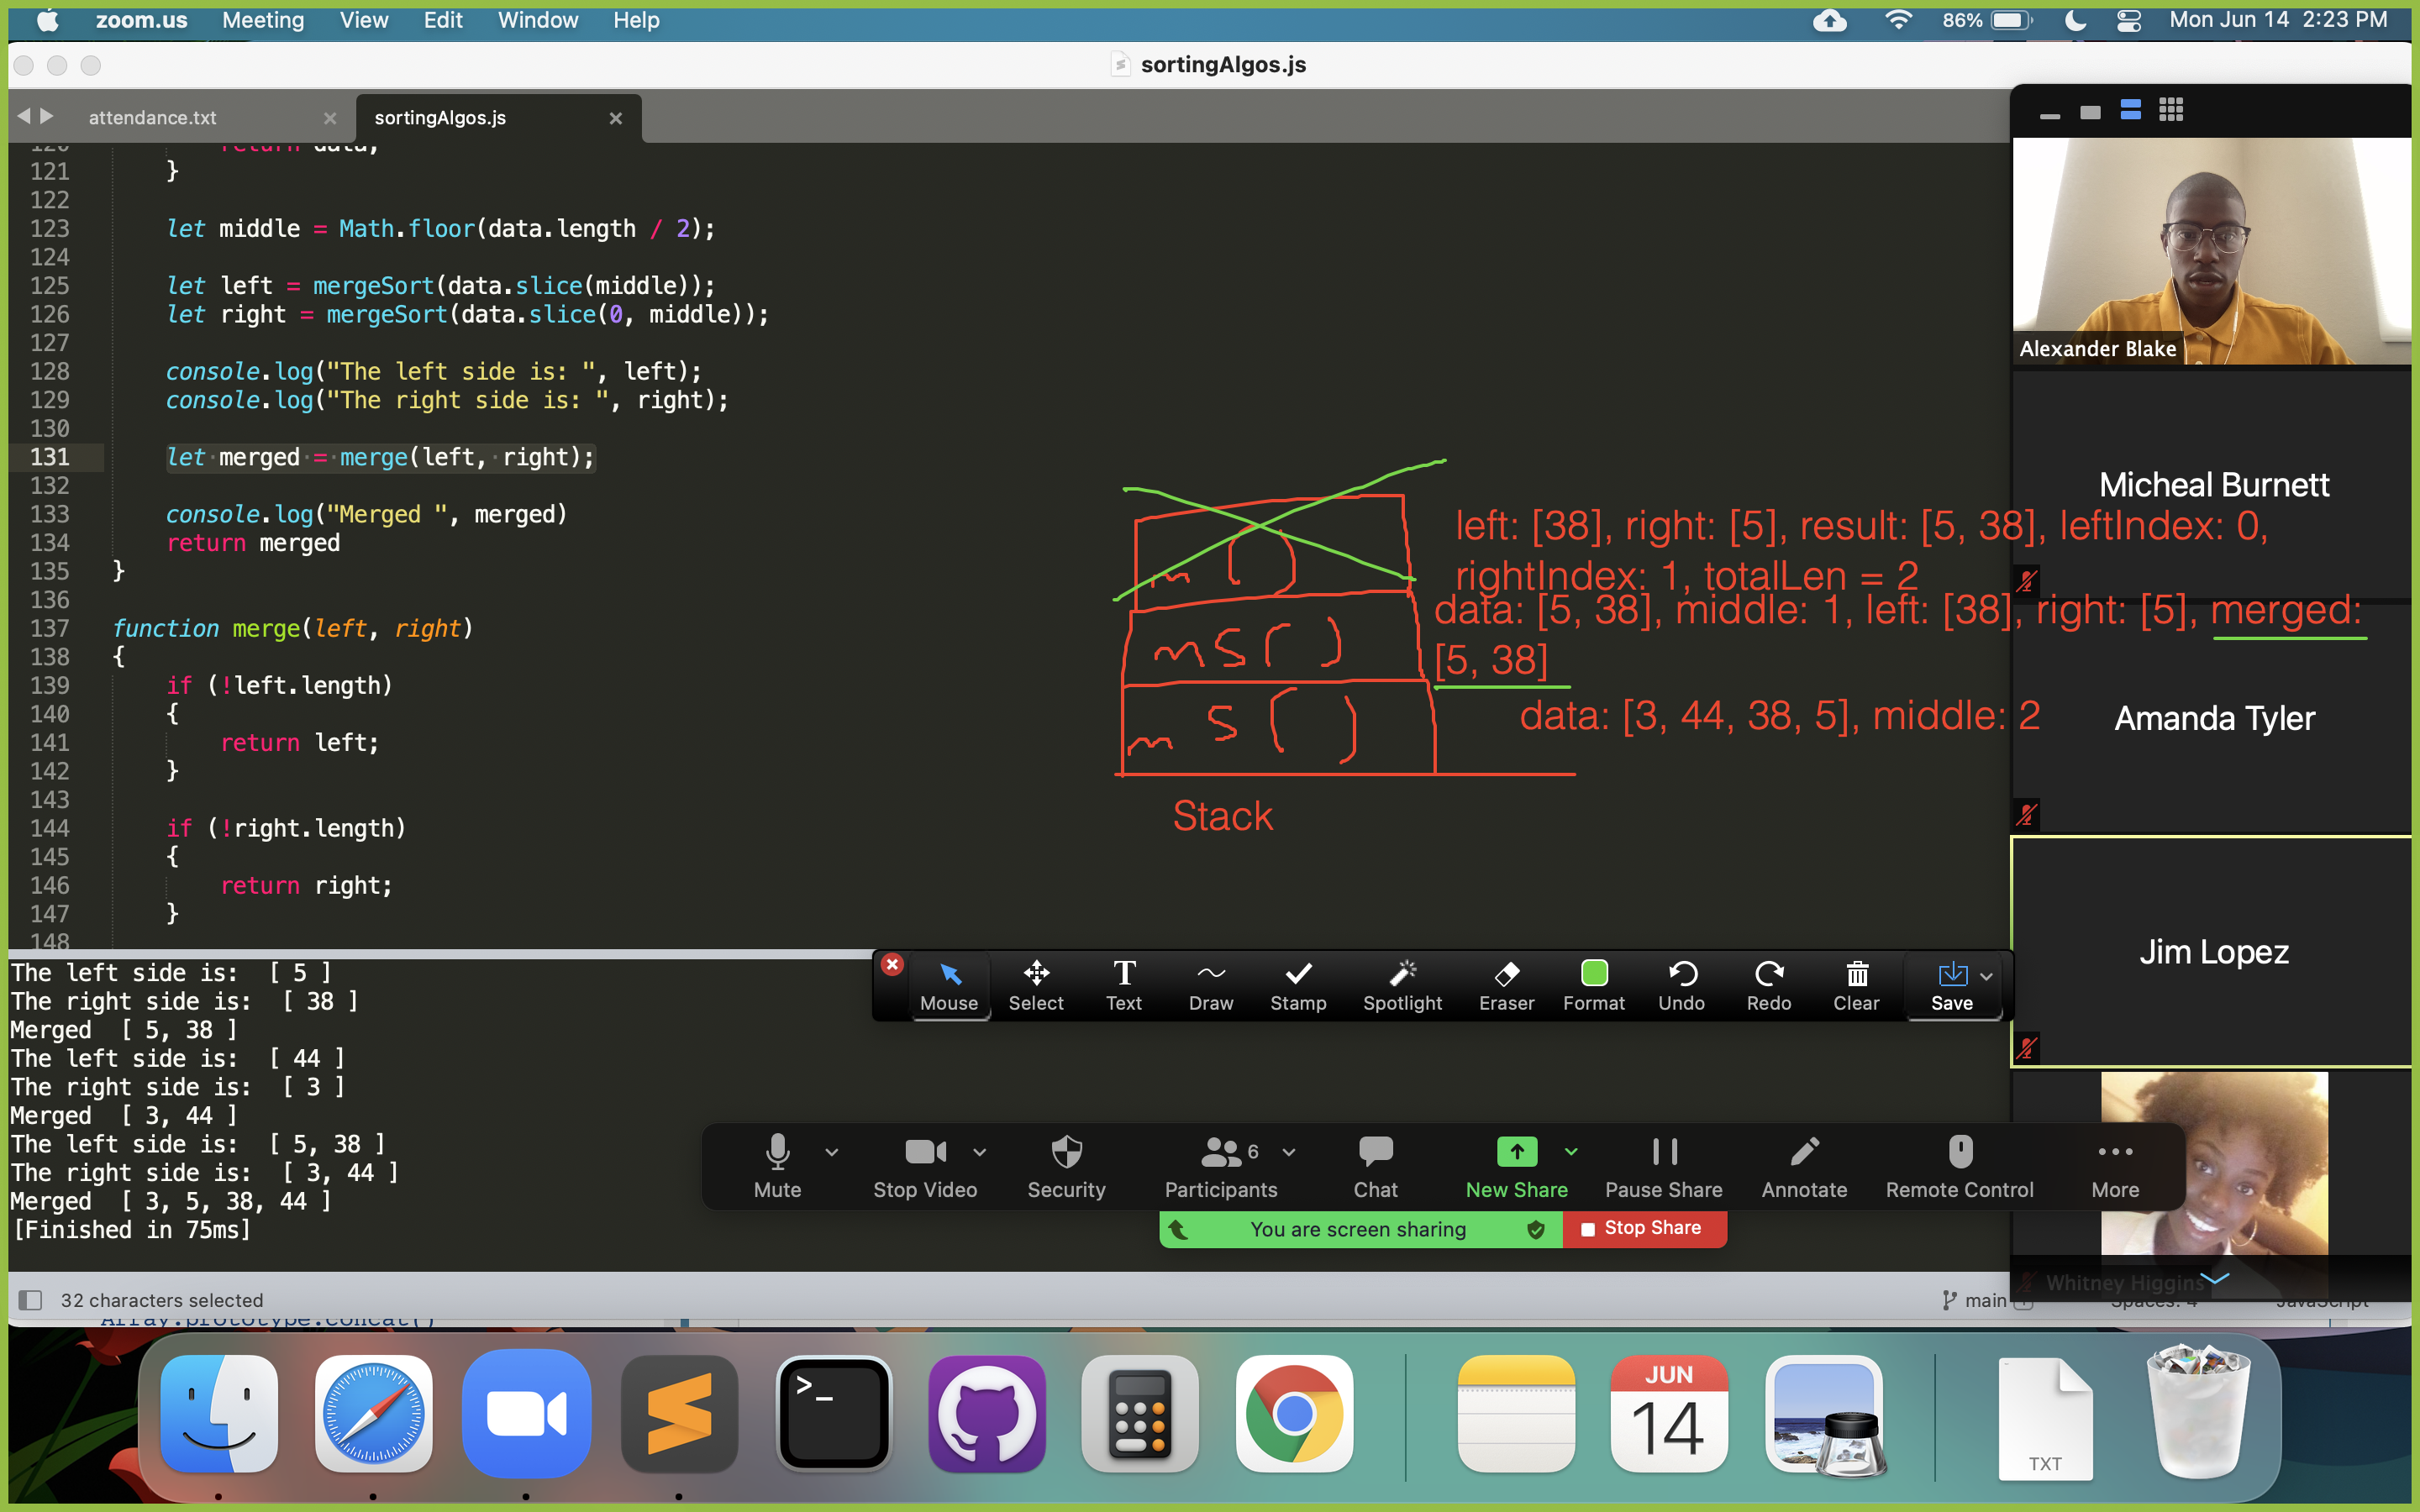 zoom.us Meeting View Edit Window Help 86% Mon Jun 14 2:23 PM
sortingAlgos.js
attendance.txt × sortingAlgos.js ×
120 return data;
121 }
122
123 let middle = Math.floor(data.length / 2);
124
125 let left = mergeSort(data.slice(middle));
126 let right = mergeSort(data.slice(0, middle));
127
128 console.log("The left side is: ", left);
129 console.log("The right side is: ", right);
130
131 let merged = merge(left, right);
132
133 console.log("Merged ", merged)
134 return merged
135 }
136
137 function merge(left, right)
138 {
139 if (!left.length)
140 {
141 return left;
142 }
143
144 if (!right.length)
145 {
146 return right;
147 }
148
m ( )
ms( )
m s ( )
Stack
left: [38], right: [5], result: [5, 38], leftIndex: 0,
rightIndex: 1, totalLen = 2
data: [5, 38], middle: 1, left: [38], right: [5], merged:
[5, 38]
data: [3, 44, 38, 5], middle: 2
Alexander Blake
Micheal Burnett
Amanda Tyler
Jim Lopez
Whitney Higgins
The left side is: [ 5 ]
The right side is: [ 38 ]
Merged [ 5, 38 ]
The left side is: [ 44 ]
The right side is: [ 3 ]
Merged [ 3, 44 ]
The left side is: [ 5, 38 ]
The right side is: [ 3, 44 ]
Merged [ 3, 5, 38, 44 ]
[Finished in 75ms]
Mouse Select Text Draw Stamp Spotlight Eraser Format Undo Redo Clear Save
6
Mute Stop Video Security Participants Chat New Share Pause Share Annotate Remote Control More
You are screen sharing Stop Share
32 characters selected main 1 Spaces: 4 JavaScript
Array.prototype.concat()
>_
JUN
14
TXT